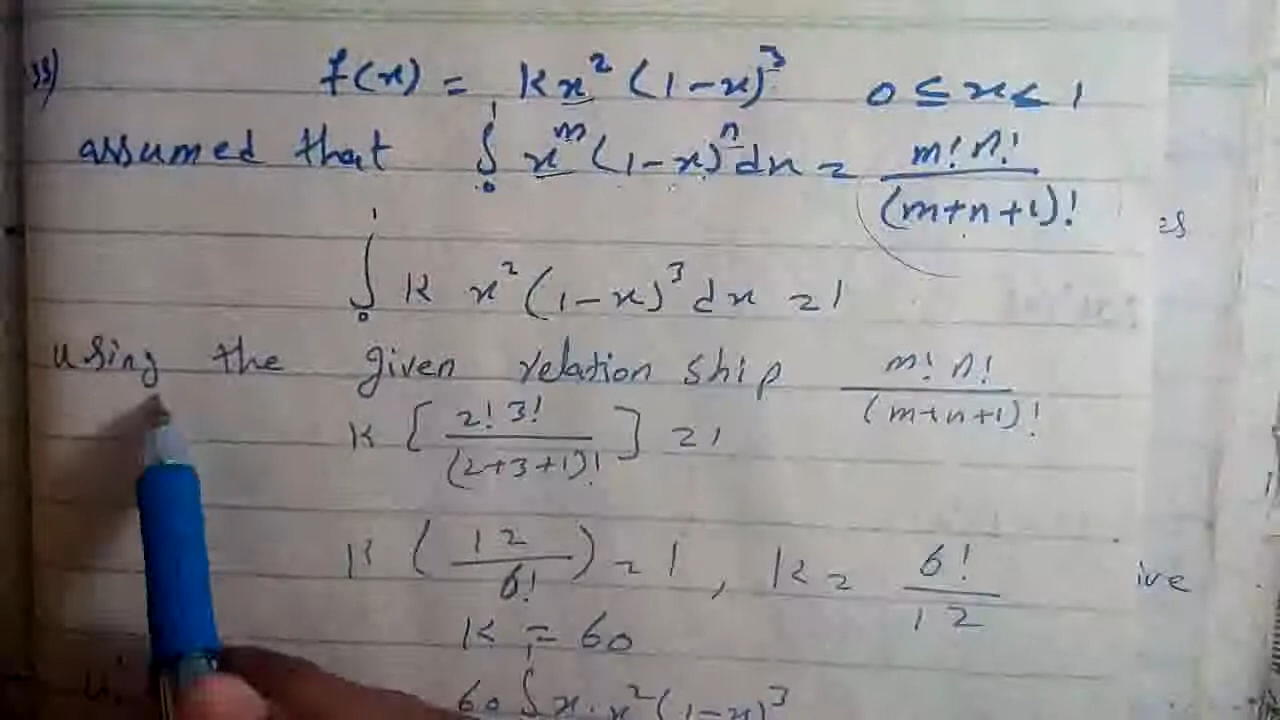 33) f(x) = kx² (1-x)³ 0 ≤ x ≤ 1
assumed that ∫₀¹ xᵐ (1-x)ⁿ dx = m! n! / (m+n+1)!
es
∫₀¹ k x² (1-x)³ dx = 1
using the given relation ship m! n! / (m+n+1)!
k [ 2! 3! / (2+3+1)! ] = 1
k ( 12 / 6! ) = 1 , k = 6! / 12
ive
k = 60
60 ∫ x. x² (1-x)³